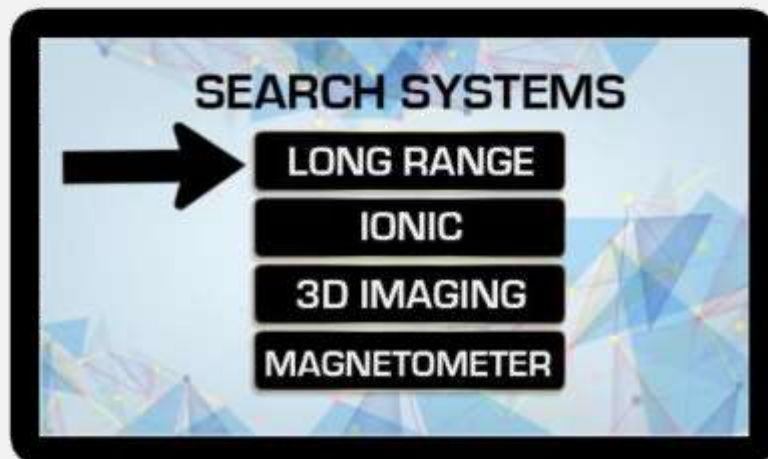 SEARCH SYSTEMS
LONG RANGE
IONIC
3D IMAGING
MAGNETOMETER